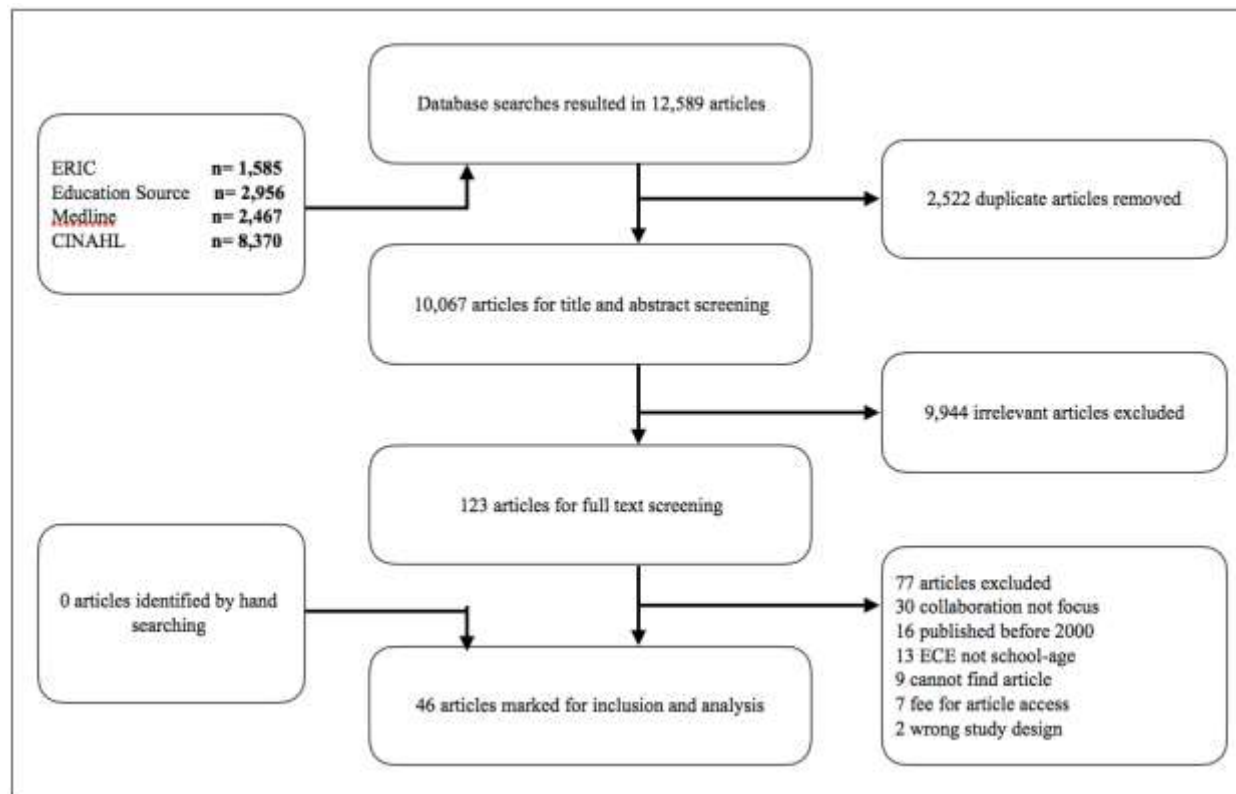 Database searches resulted in 12,589 articles
ERIC n= 1,585
Education Source n= 2,956
Medline n= 2,467
CINAHL n= 8,370
2,522 duplicate articles removed
10,067 articles for title and abstract screening
9,944 irrelevant articles excluded
123 articles for full text screening
0 articles identified by hand
searching
77 articles excluded
30 collaboration not focus
16 published before 2000
13 ECE not school-age
9 cannot find article
7 fee for article access
2 wrong study design
46 articles marked for inclusion and analysis